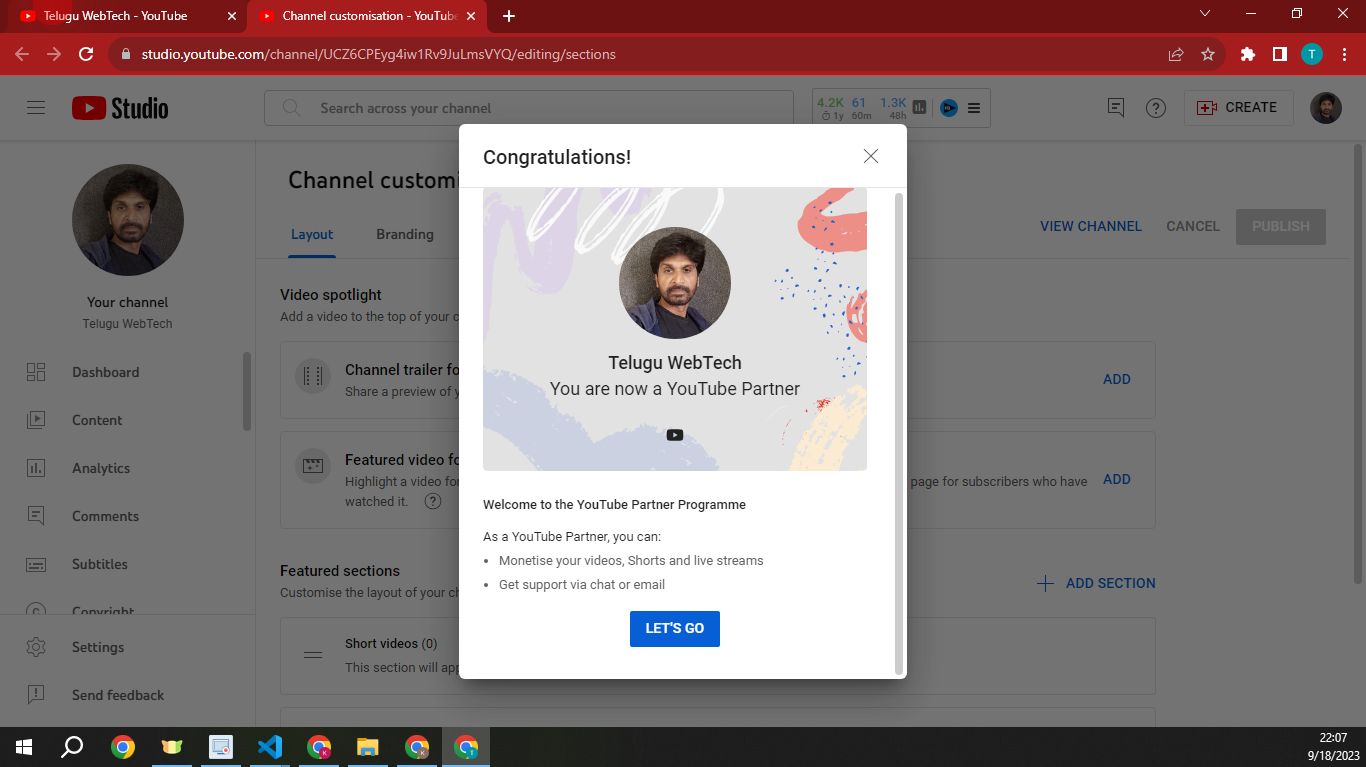 Telugu WebTech - YouTube
Channel customisation - YouTube
studio.youtube.com/channel/UCZ6CPEyg4iw1Rv9JuLmsVYQ/editing/sections
T
Studio
Search across your channel
4.2K 61 1.3K
1y 60m 48h
CREATE
Congratulations!
Channel customi
VIEW CHANNEL
CANCEL
PUBLISH
Layout
Branding
Your channel
Telugu WebTech
Dashboard
Content
Analytics
Comments
Subtitles
Copyright
Settings
Send feedback
Video spotlight
Add a video to the top of your c
Channel trailer fo
Share a preview of y
ADD
Featured video fo
Highlight a video for
page for subscribers who have
watched it.
ADD
Featured sections
Customise the layout of your ch
ADD SECTION
Short videos (0)
This section will app
Telugu WebTech
You are now a YouTube Partner
Welcome to the YouTube Partner Programme
As a YouTube Partner, you can:
• Monetise your videos, Shorts and live streams
• Get support via chat or email
LET'S GO
22:07
9/18/2023